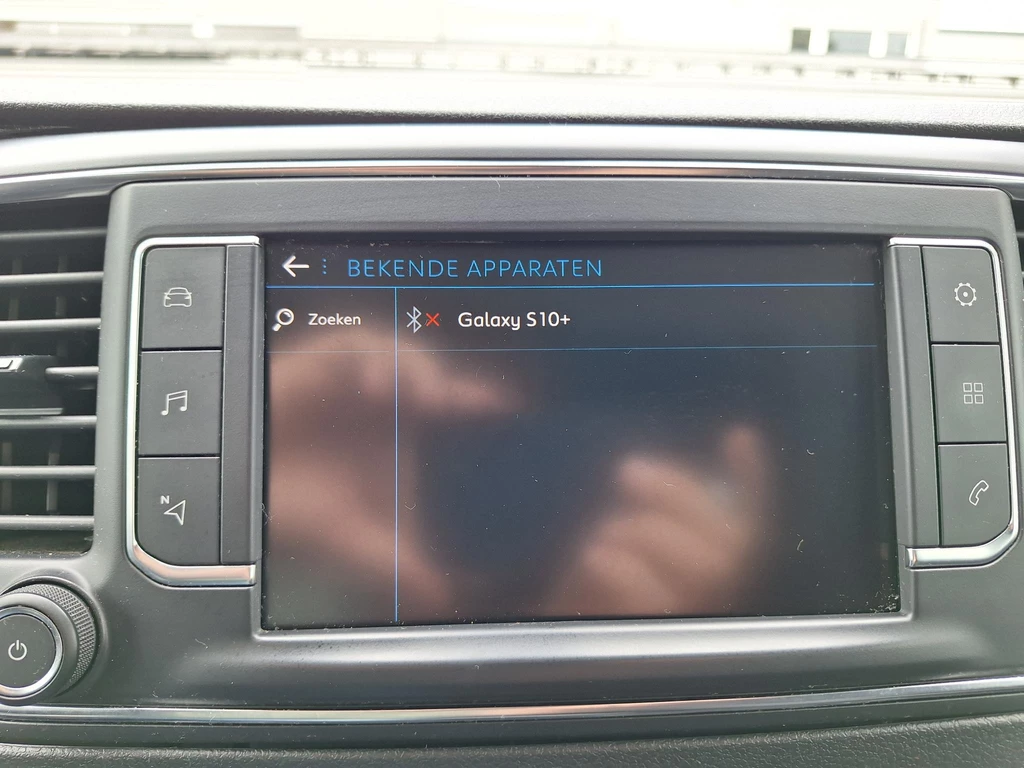 BEKENDE APPARATEN
Zoeken
Galaxy S10+
N